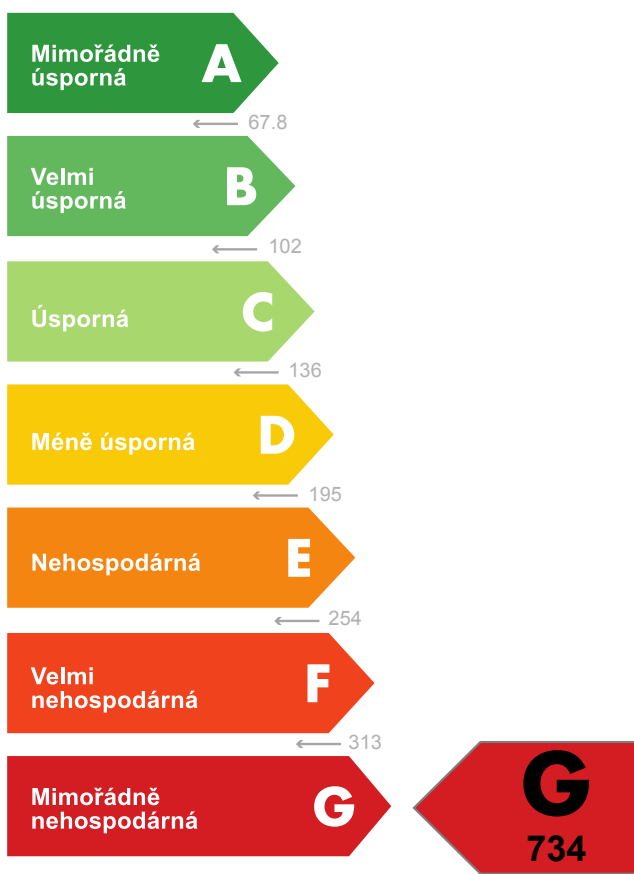 Mimořádně
úsporná
A
67.8
Velmi
úsporná
B
102
Úsporná
C
136
Méně úsporná
D
195
Nehospodárná
E
254
Velmi
nehospodárná
F
313
Mimořádně
nehospodárná
G
G
734